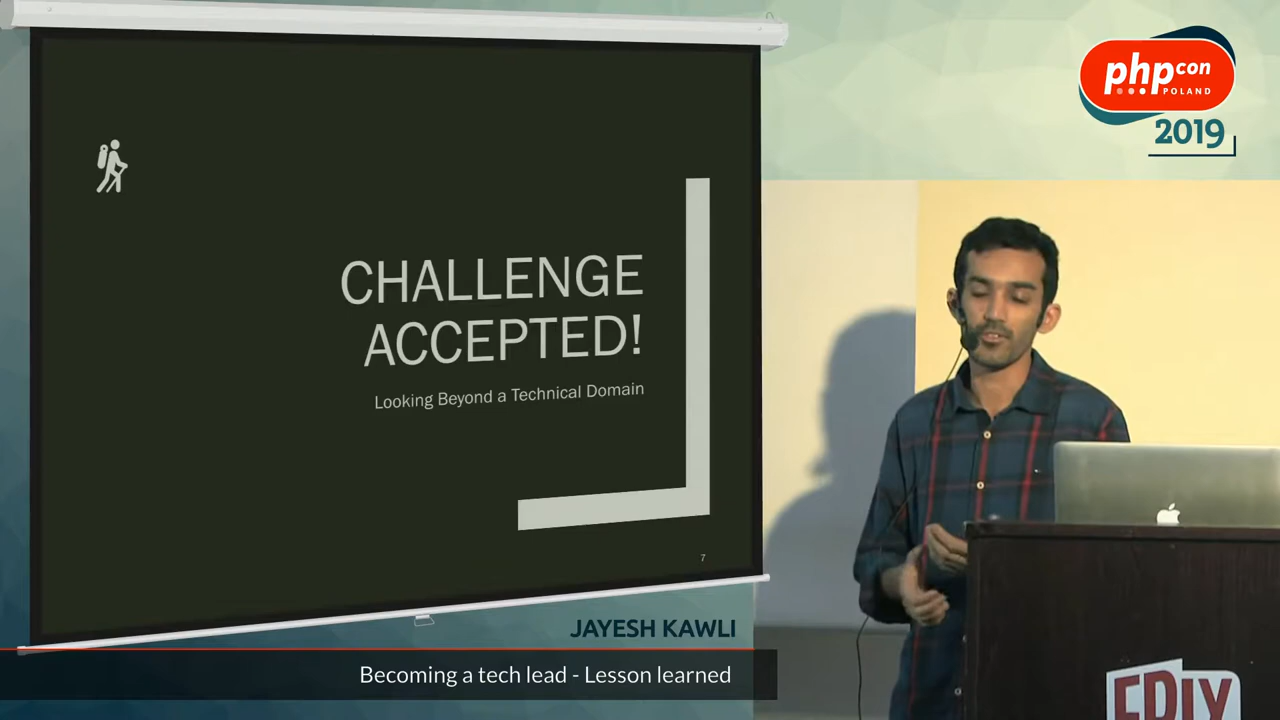 CHALLENGE
ACCEPTED!
Looking Beyond a Technical Domain
7
php con
POLAND
2019
JAYESH KAWLI
Becoming a tech lead - Lesson learned